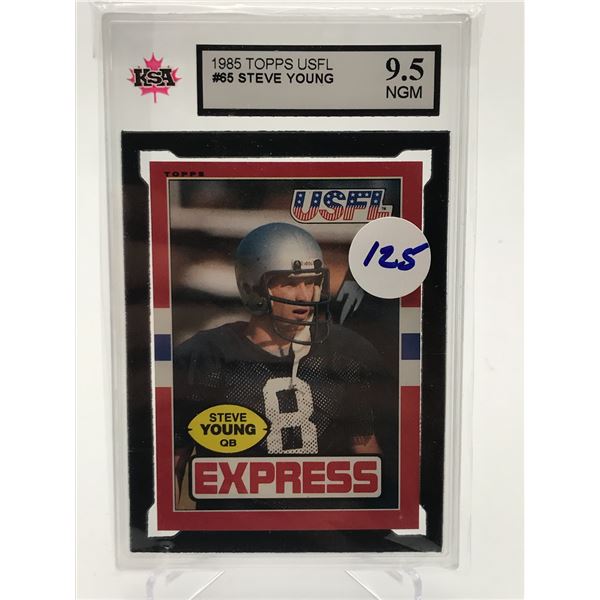 KSA
1985 TOPPS USFL
#65 STEVE YOUNG
9.5
NGM
TOPPS
USFL
125
8
STEVE
YOUNG
QB
EXPRESS